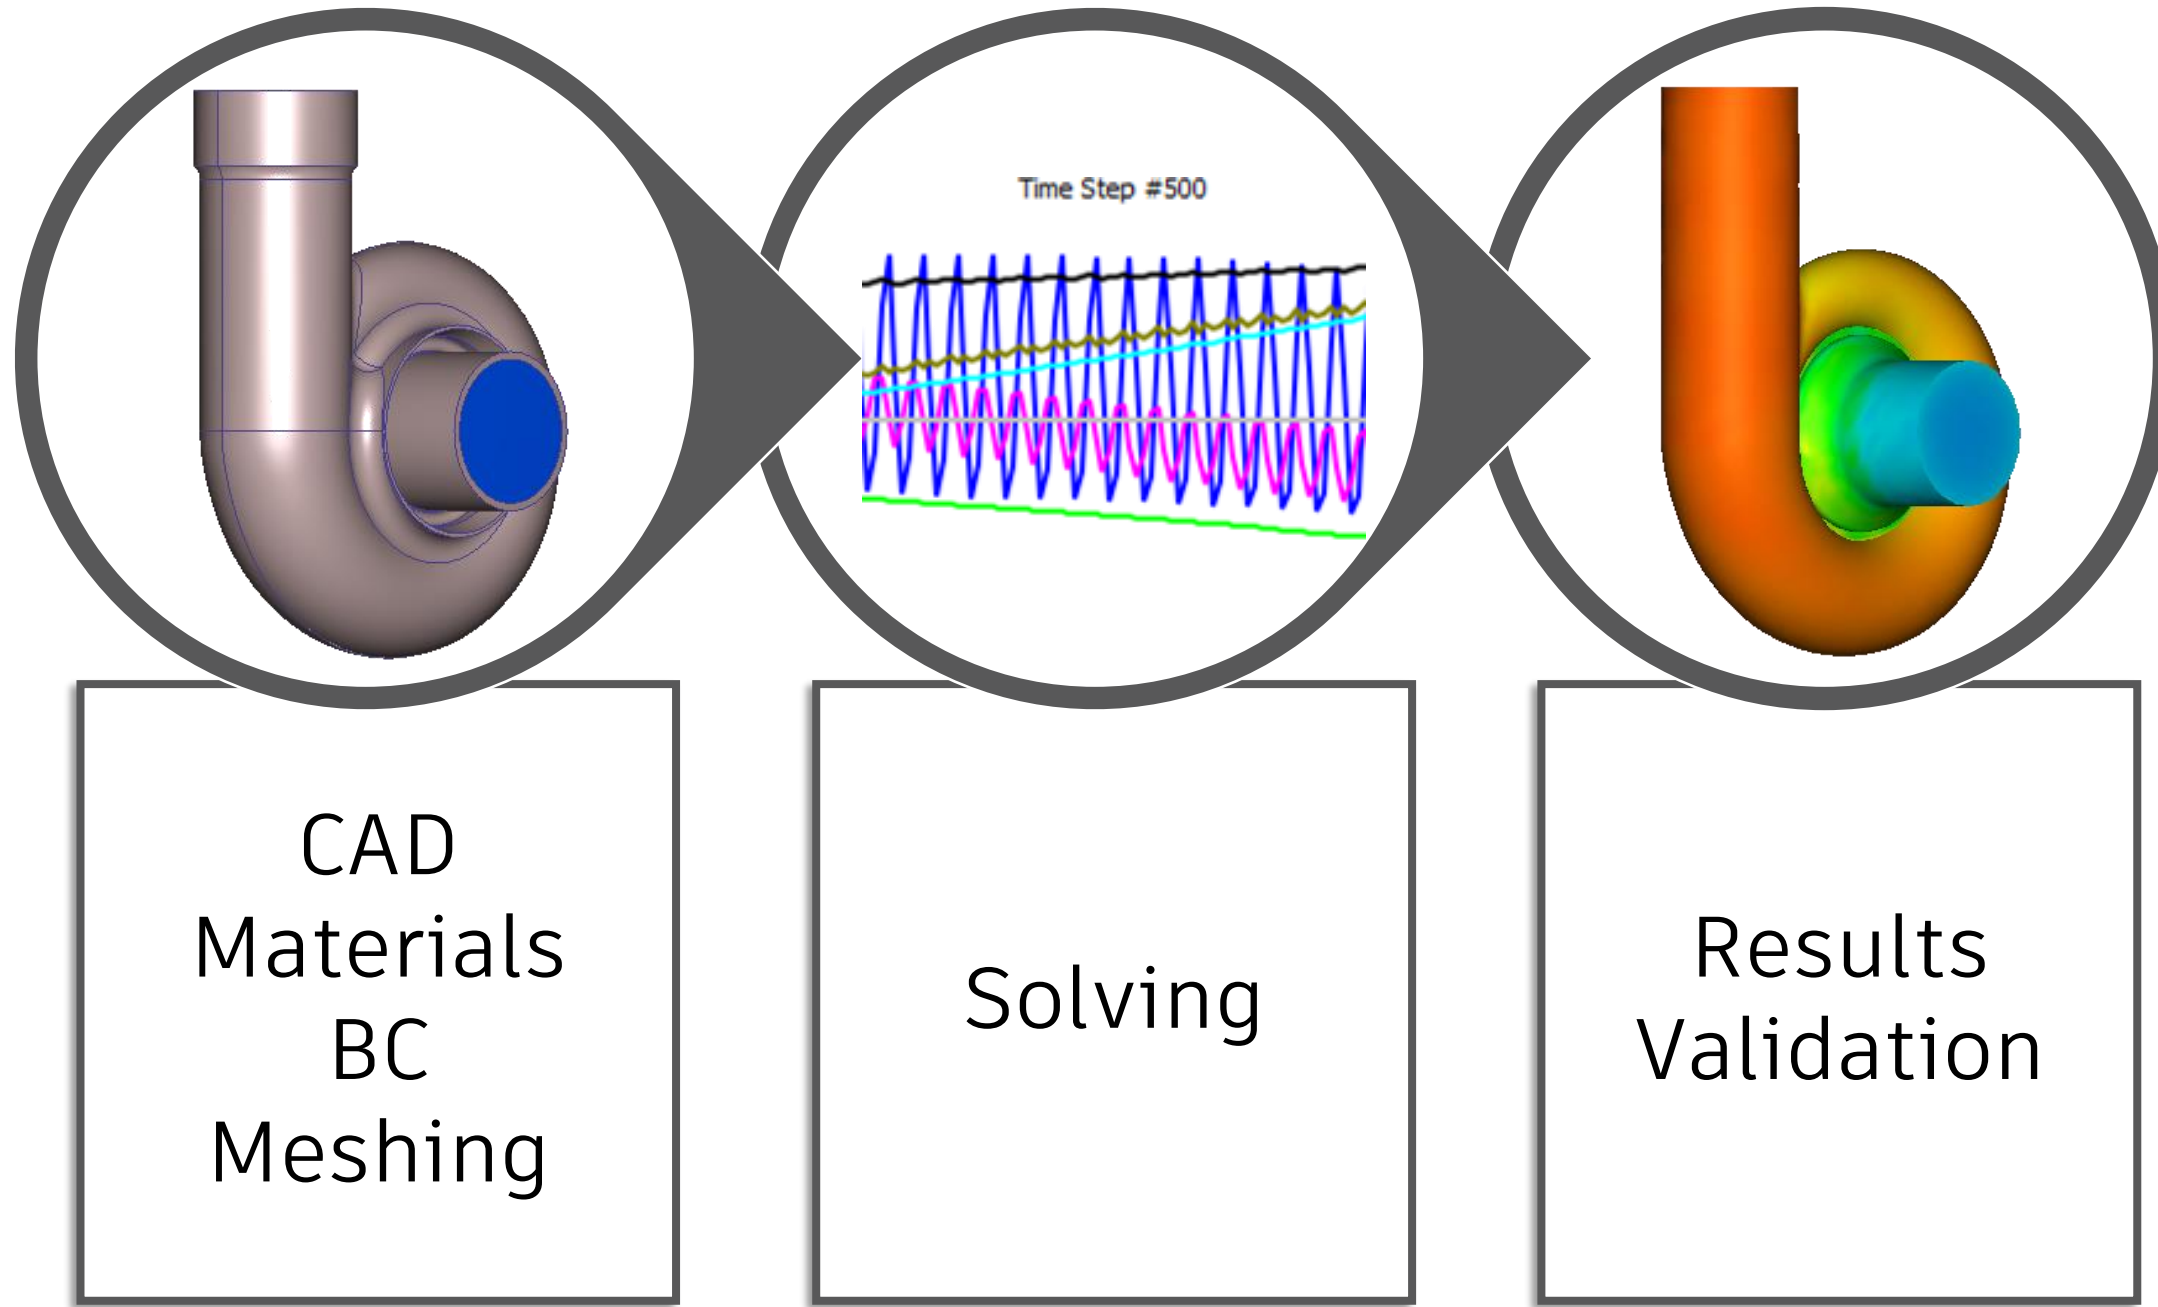 Time Step #500
CAD
Materials
BC
Meshing
Solving
Results
Validation